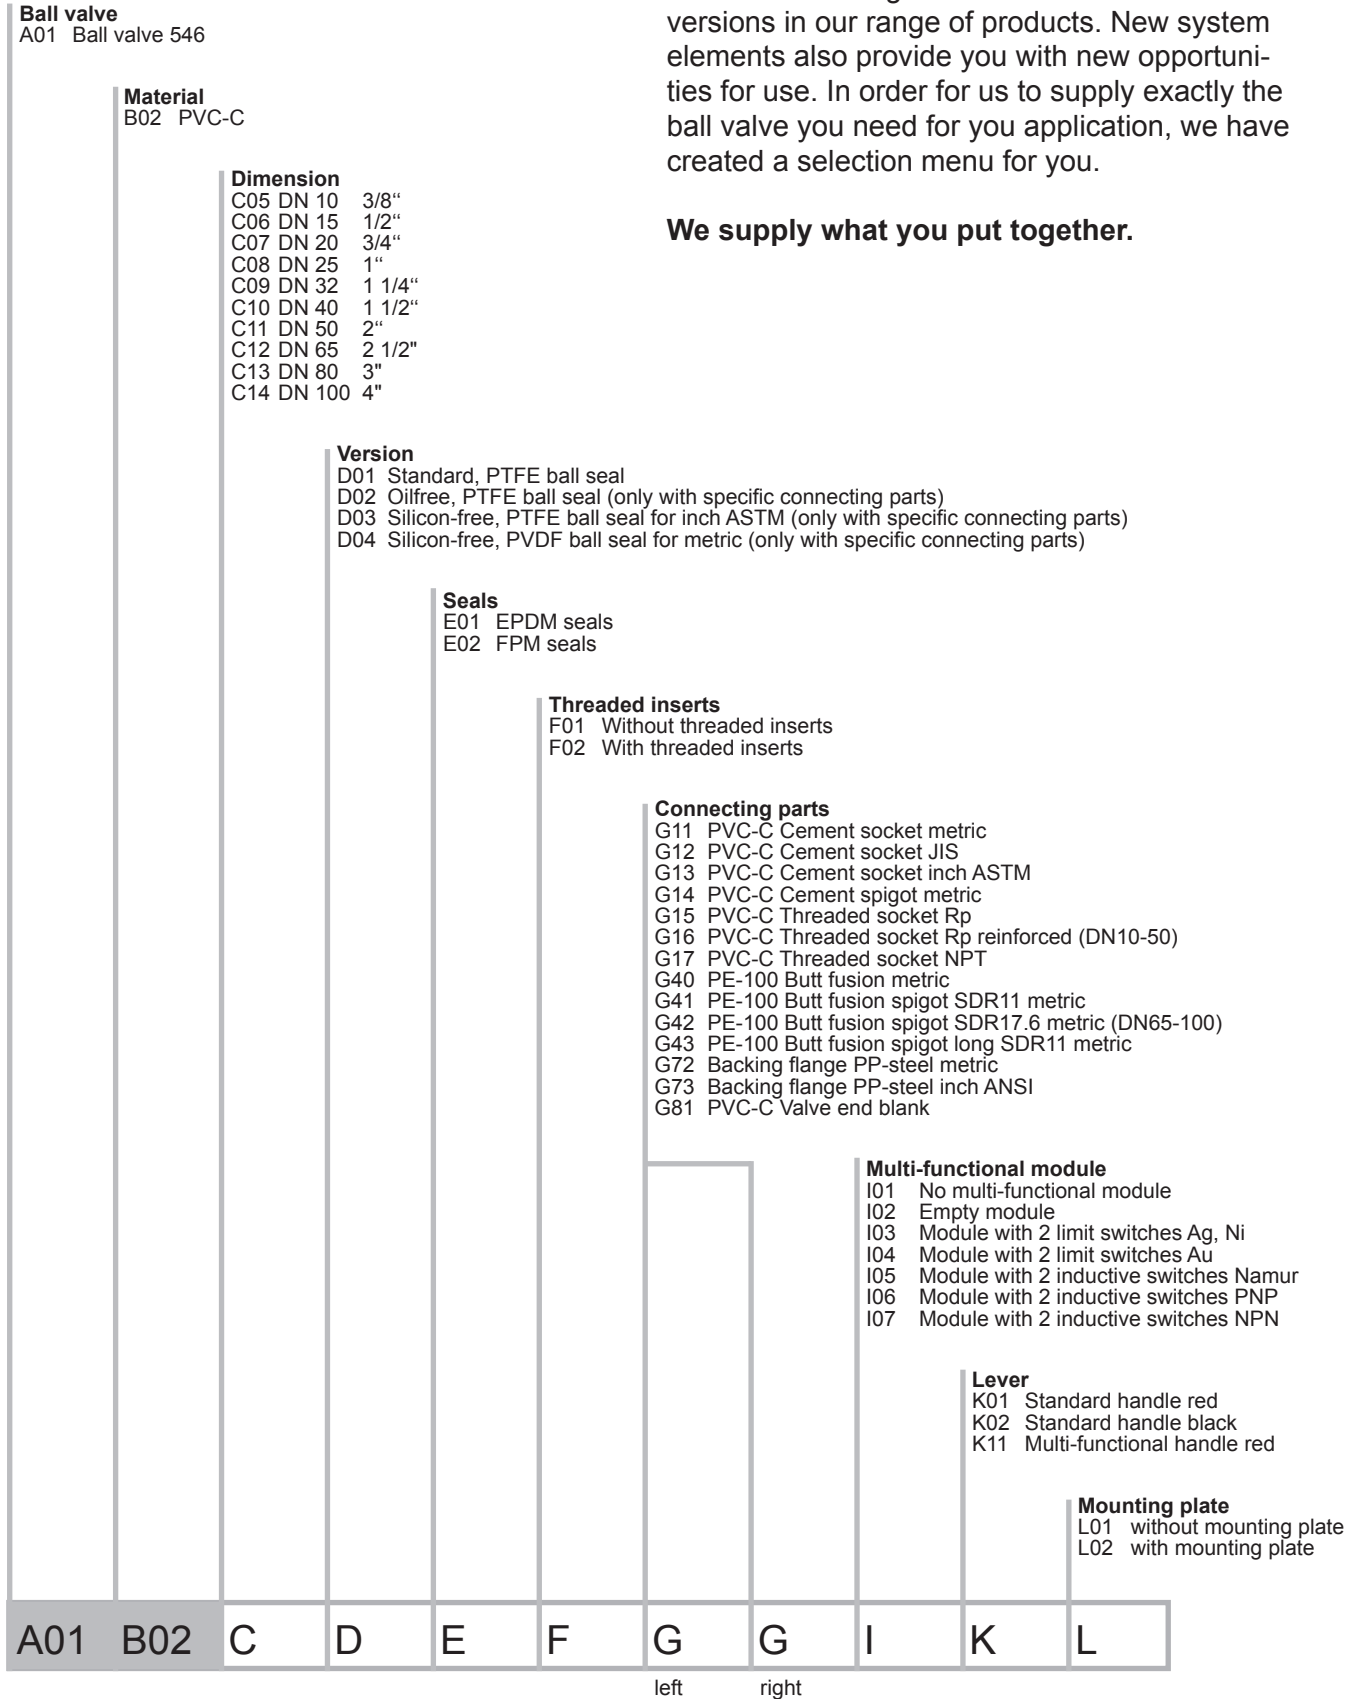 Ball valve
A01 Ball valve 546
versions in our range of products. New system
elements also provide you with new opportuni-
ties for use. In order for us to supply exactly the
ball valve you need for you application, we have
created a selection menu for you.
We supply what you put together.
Material
B02 PVC-C
Dimension
C05 DN 10 3/8“
C06 DN 15 1/2“
C07 DN 20 3/4“
C08 DN 25 1“
C09 DN 32 1 1/4“
C10 DN 40 1 1/2“
C11 DN 50 2“
C12 DN 65 2 1/2"
C13 DN 80 3"
C14 DN 100 4"
Version
D01 Standard, PTFE ball seal
D02 Oilfree, PTFE ball seal (only with specific connecting parts)
D03 Silicon-free, PTFE ball seal for inch ASTM (only with specific connecting parts)
D04 Silicon-free, PVDF ball seal for metric (only with specific connecting parts)
Seals
E01 EPDM seals
E02 FPM seals
Threaded inserts
F01 Without threaded inserts
F02 With threaded inserts
Connecting parts
G11 PVC-C Cement socket metric
G12 PVC-C Cement socket JIS
G13 PVC-C Cement socket inch ASTM
G14 PVC-C Cement spigot metric
G15 PVC-C Threaded socket Rp
G16 PVC-C Threaded socket Rp reinforced (DN10-50)
G17 PVC-C Threaded socket NPT
G40 PE-100 Butt fusion metric
G41 PE-100 Butt fusion spigot SDR11 metric
G42 PE-100 Butt fusion spigot SDR17.6 metric (DN65-100)
G43 PE-100 Butt fusion spigot long SDR11 metric
G72 Backing flange PP-steel metric
G73 Backing flange PP-steel inch ANSI
G81 PVC-C Valve end blank
Multi-functional module
I01 No multi-functional module
I02 Empty module
I03 Module with 2 limit switches Ag, Ni
I04 Module with 2 limit switches Au
I05 Module with 2 inductive switches Namur
I06 Module with 2 inductive switches PNP
I07 Module with 2 inductive switches NPN
Lever
K01 Standard handle red
K02 Standard handle black
K11 Multi-functional handle red
Mounting plate
L01 without mounting plate
L02 with mounting plate
A01 B02 C D E F G G I K L
left right